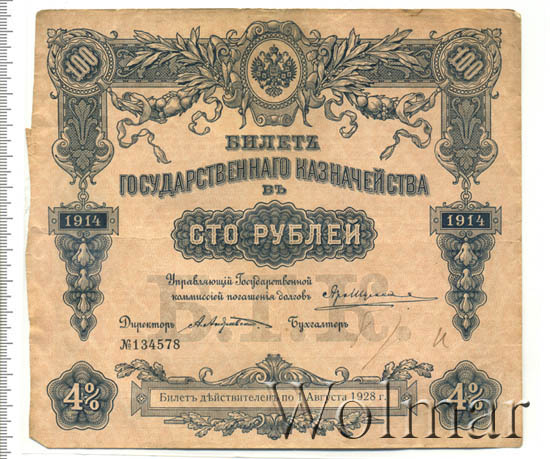 100 100
БИЛЕТЪ
ГОСУДАРСТВЕННАГО КАЗНАЧЕЙСТВА
ВЪ
1914 1914
СТО РУБЛЕЙ
Управляющій Государственной
коммиссіей погашенія долговъ
Директоръ Бухгалтеръ
№134578
4% 4%
Билетъ дѣйствителенъ по 1 Августа 1928 г.
Wolmar